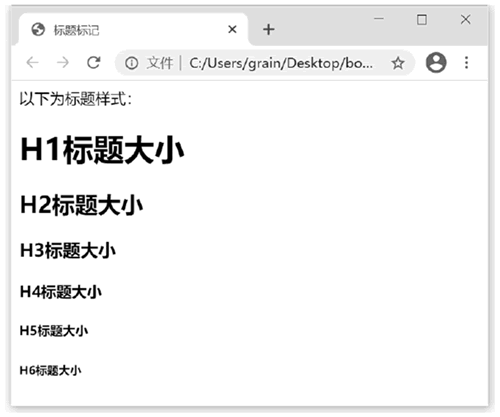 标题标记
文件 | C:/Users/grain/Desktop/bo...
以下为标题样式：
H1标题大小
H2标题大小
H3标题大小
H4标题大小
H5标题大小
H6标题大小